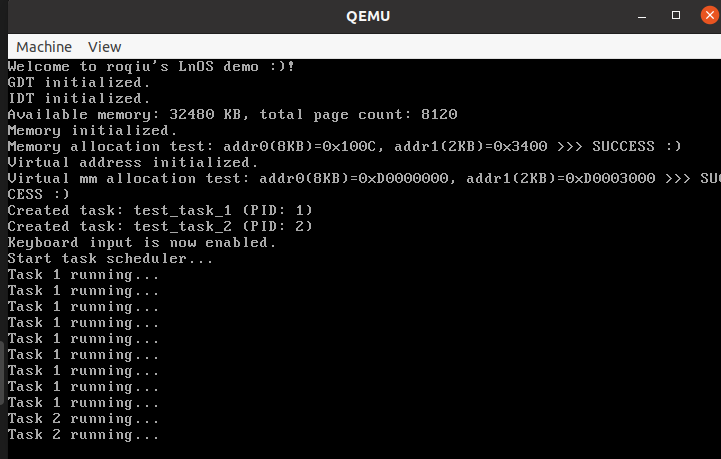 QEMU
Machine View
Welcome to roqiu's LnOS demo :)!
GDT initialized.
IDT initialized.
Available memory: 32480 KB, total page count: 8120
Memory initialized.
Memory allocation test: addr0(8KB)=0x100C, addr1(2KB)=0x3400 >>> SUCCESS :)
Virtual address initialized.
Virtual mm allocation test: addr0(8KB)=0xD0000000, addr1(2KB)=0xD0003000 >>> SUC
CESS :)
Created task: test_task_1 (PID: 1)
Created task: test_task_2 (PID: 2)
Keyboard input is now enabled.
Start task scheduler...
Task 1 running...
Task 1 running...
Task 1 running...
Task 1 running...
Task 1 running...
Task 1 running...
Task 1 running...
Task 1 running...
Task 1 running...
Task 2 running...
Task 2 running...